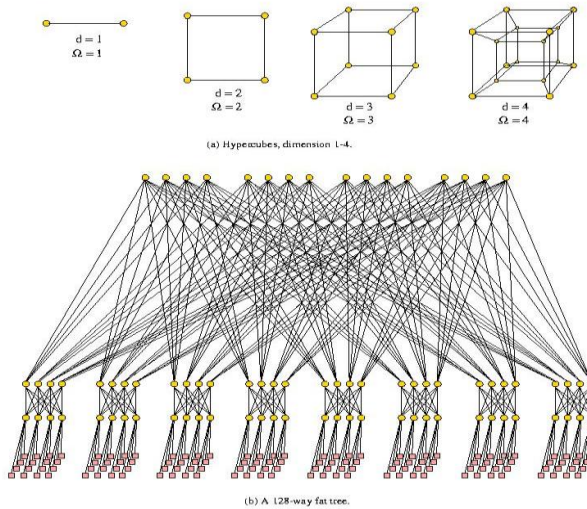 d = 1
Ω = 1
d = 2
Ω = 2
d = 3
Ω = 3
d = 4
Ω = 4
(a) Hypercubes, dimension 1-4.
(b) A 128-way fat tree.